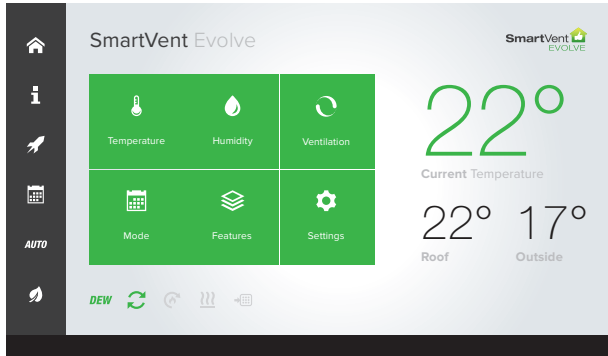 SmartVent Evolve
SmartVent
EVOLVE
Temperature
Humidity
Ventilation
Mode
Features
Settings
AUTO
DEW
22°
Current Temperature
22°
17°
Roof
Outside